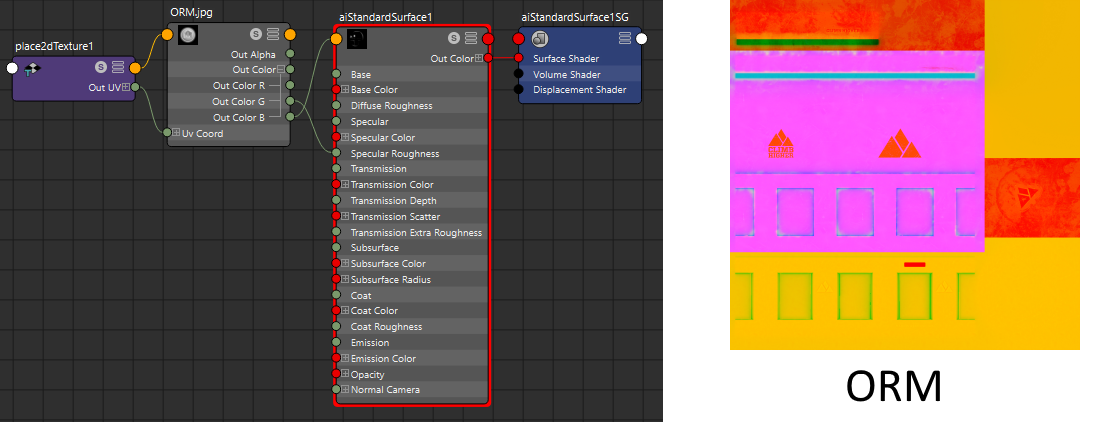 place2dTexture1
Out UV
ORM.jpg
Out Alpha
Out Color
Out Color R
Out Color G
Out Color B
Uv Coord
aiStandardSurface1
Out Color
Base
Base Color
Diffuse Roughness
Specular
Specular Color
Specular Roughness
Transmission
Transmission Color
Transmission Depth
Transmission Scatter
Transmission Extra Roughness
Subsurface
Subsurface Color
Subsurface Radius
Coat
Coat Color
Coat Roughness
Emission
Emission Color
Opacity
Normal Camera
aiStandardSurface1SG
Surface Shader
Volume Shader
Displacement Shader
ORM